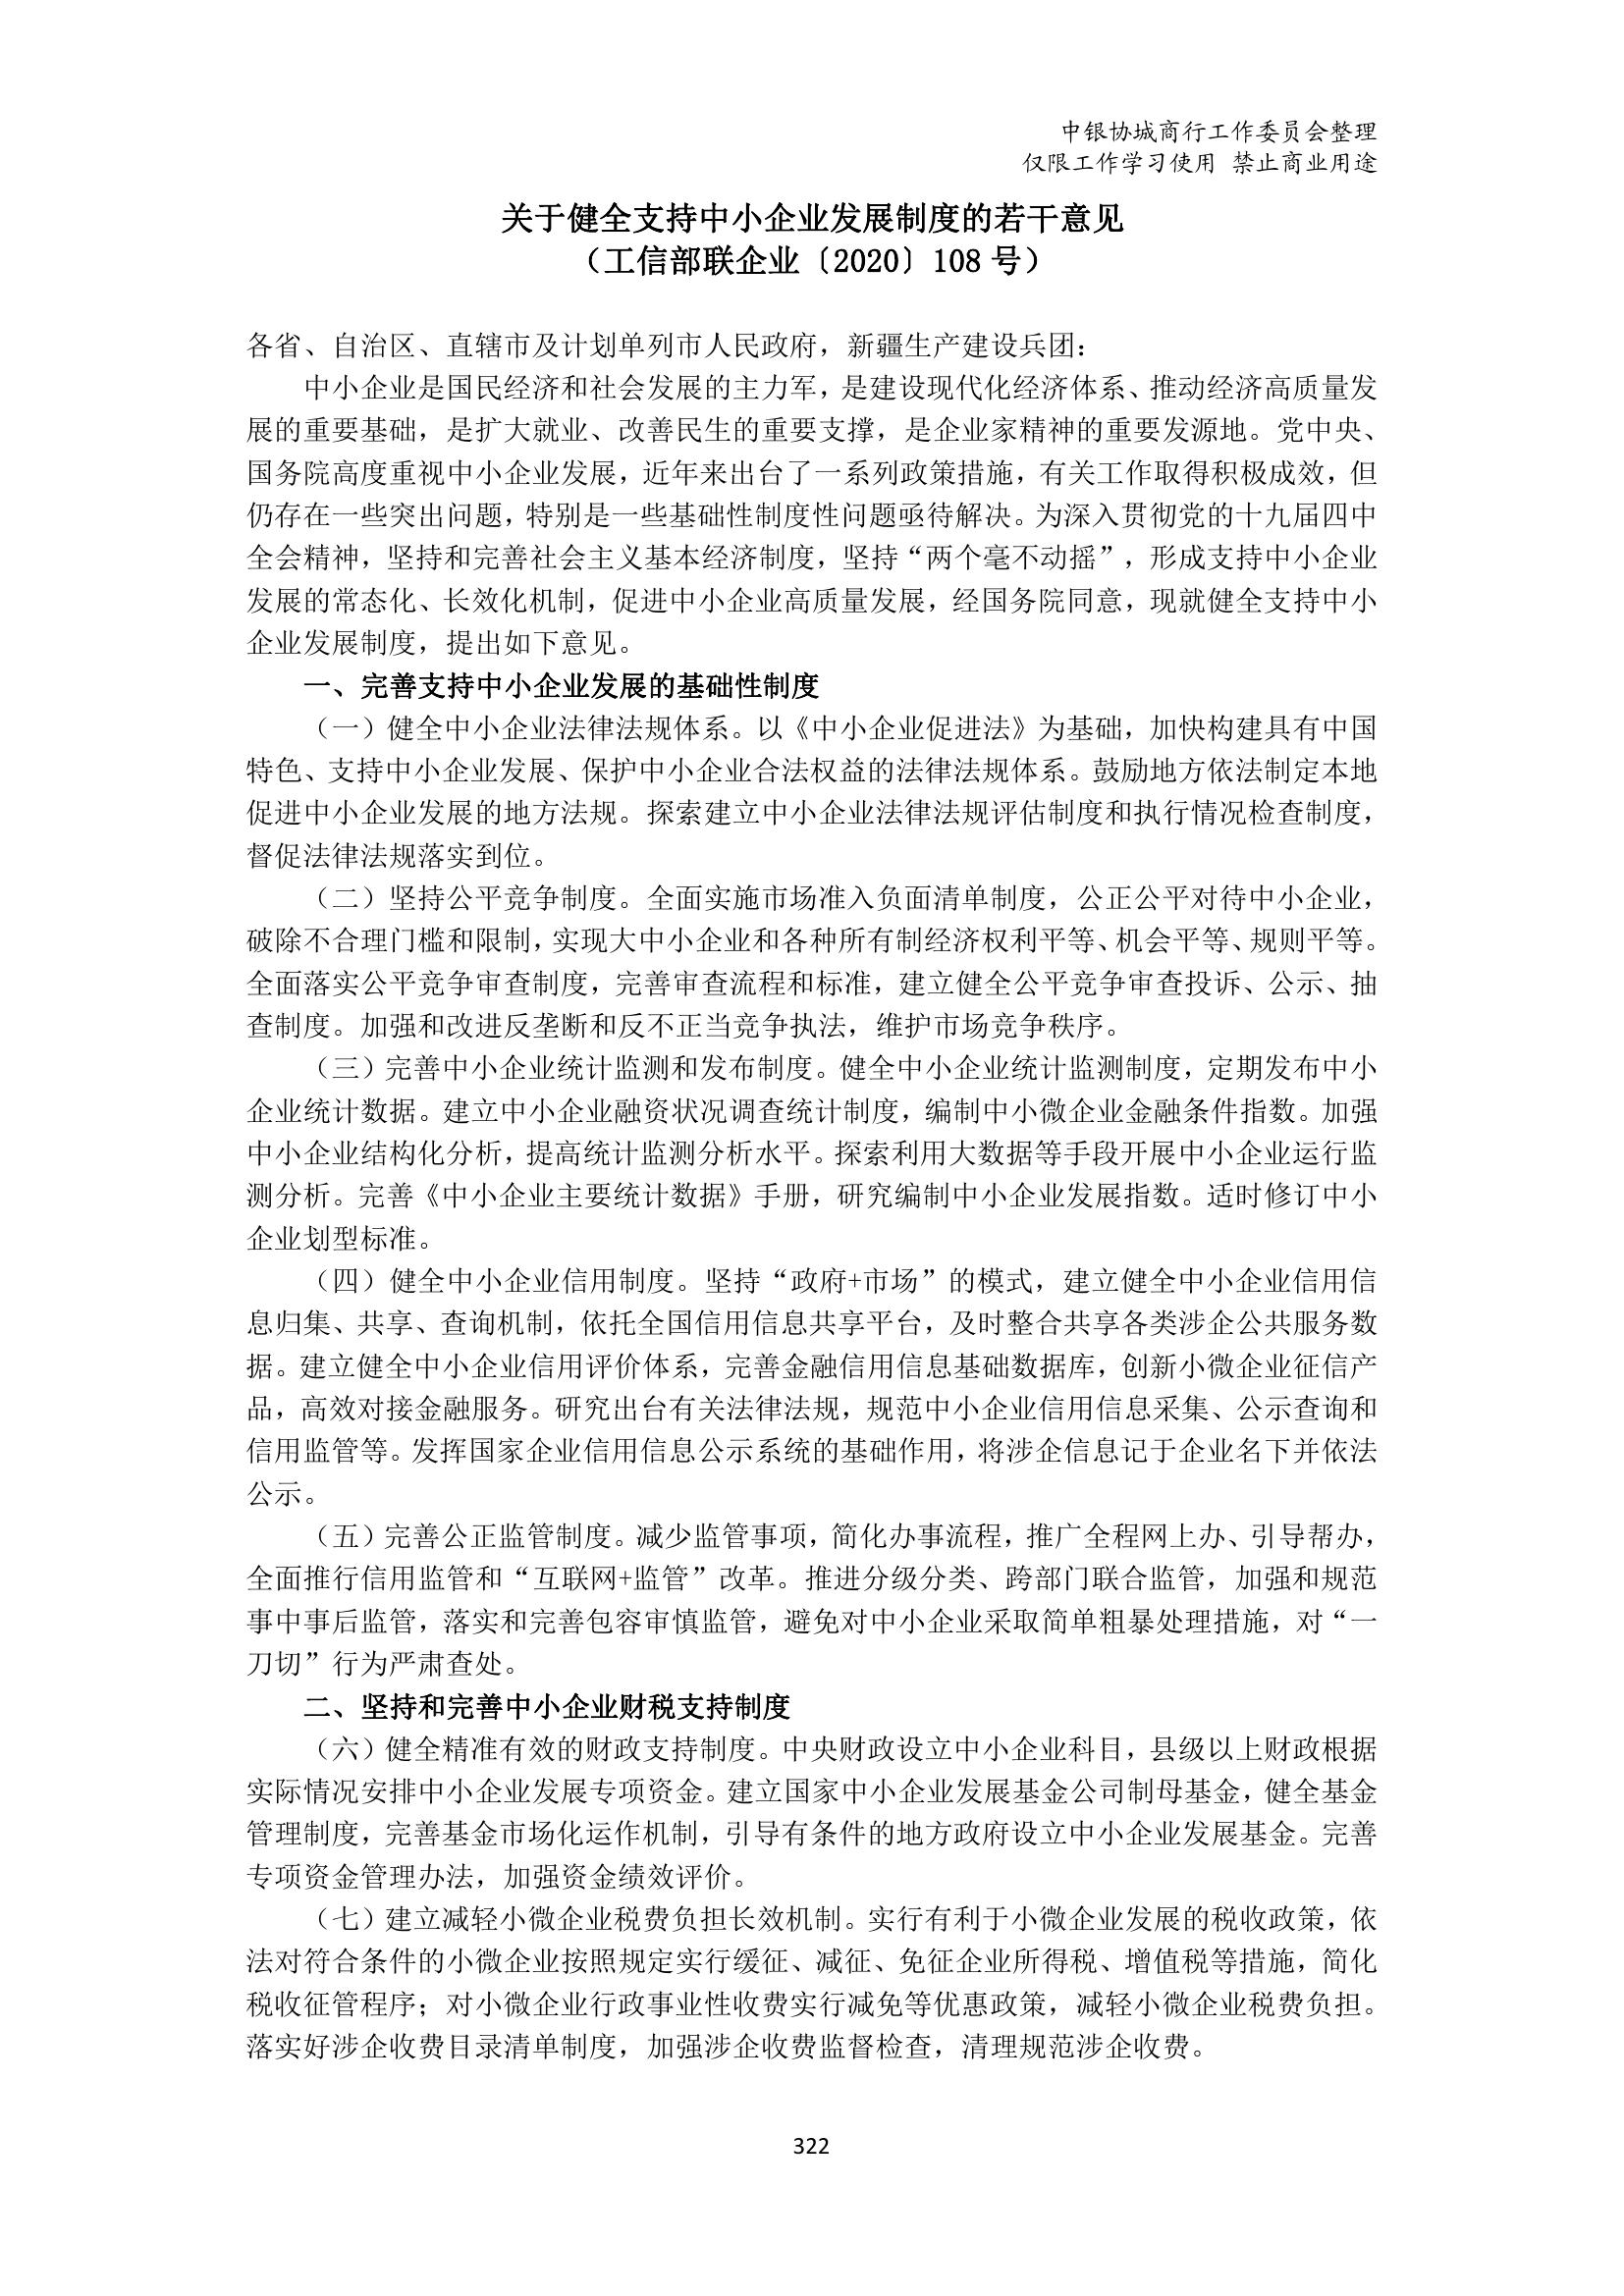 中银协城商行工作委员会整理
仅限工作学习使用 禁止商业用途
关于健全支持中小企业发展制度的若干意见
（工信部联企业〔2020〕108 号）
各省、自治区、直辖市及计划单列市人民政府，新疆生产建设兵团：
中小企业是国民经济和社会发展的主力军，是建设现代化经济体系、推动经济高质量发
展的重要基础，是扩大就业、改善民生的重要支撑，是企业家精神的重要发源地。党中央、
国务院高度重视中小企业发展，近年来出台了一系列政策措施，有关工作取得积极成效，但
仍存在一些突出问题，特别是一些基础性制度性问题亟待解决。为深入贯彻党的十九届四中
全会精神，坚持和完善社会主义基本经济制度，坚持“两个毫不动摇”，形成支持中小企业
发展的常态化、长效化机制，促进中小企业高质量发展，经国务院同意，现就健全支持中小
企业发展制度，提出如下意见。
一、完善支持中小企业发展的基础性制度
（一）健全中小企业法律法规体系。以《中小企业促进法》为基础，加快构建具有中国
特色、支持中小企业发展、保护中小企业合法权益的法律法规体系。鼓励地方依法制定本地
促进中小企业发展的地方法规。探索建立中小企业法律法规评估制度和执行情况检查制度，
督促法律法规落实到位。
（二）坚持公平竞争制度。全面实施市场准入负面清单制度，公正公平对待中小企业，
破除不合理门槛和限制，实现大中小企业和各种所有制经济权利平等、机会平等、规则平等。
全面落实公平竞争审查制度，完善审查流程和标准，建立健全公平竞争审查投诉、公示、抽
查制度。加强和改进反垄断和反不正当竞争执法，维护市场竞争秩序。
（三）完善中小企业统计监测和发布制度。健全中小企业统计监测制度，定期发布中小
企业统计数据。建立中小企业融资状况调查统计制度，编制中小微企业金融条件指数。加强
中小企业结构化分析，提高统计监测分析水平。探索利用大数据等手段开展中小企业运行监
测分析。完善《中小企业主要统计数据》手册，研究编制中小企业发展指数。适时修订中小
企业划型标准。
（四）健全中小企业信用制度。坚持“政府+市场”的模式，建立健全中小企业信用信
息归集、共享、查询机制，依托全国信用信息共享平台，及时整合共享各类涉企公共服务数
据。建立健全中小企业信用评价体系，完善金融信用信息基础数据库，创新小微企业征信产
品，高效对接金融服务。研究出台有关法律法规，规范中小企业信用信息采集、公示查询和
信用监管等。发挥国家企业信用信息公示系统的基础作用，将涉企信息记于企业名下并依法
公示。
（五）完善公正监管制度。减少监管事项，简化办事流程，推广全程网上办、引导帮办，
全面推行信用监管和“互联网+监管”改革。推进分级分类、跨部门联合监管，加强和规范
事中事后监管，落实和完善包容审慎监管，避免对中小企业采取简单粗暴处理措施，对“一
刀切”行为严肃查处。
二、坚持和完善中小企业财税支持制度
（六）健全精准有效的财政支持制度。中央财政设立中小企业科目，县级以上财政根据
实际情况安排中小企业发展专项资金。建立国家中小企业发展基金公司制母基金，健全基金
管理制度，完善基金市场化运作机制，引导有条件的地方政府设立中小企业发展基金。完善
专项资金管理办法，加强资金绩效评价。
（七）建立减轻小微企业税费负担长效机制。实行有利于小微企业发展的税收政策，依
法对符合条件的小微企业按照规定实行缓征、减征、免征企业所得税、增值税等措施，简化
税收征管程序；对小微企业行政事业性收费实行减免等优惠政策，减轻小微企业税费负担。
落实好涉企收费目录清单制度，加强涉企收费监督检查，清理规范涉企收费。
322